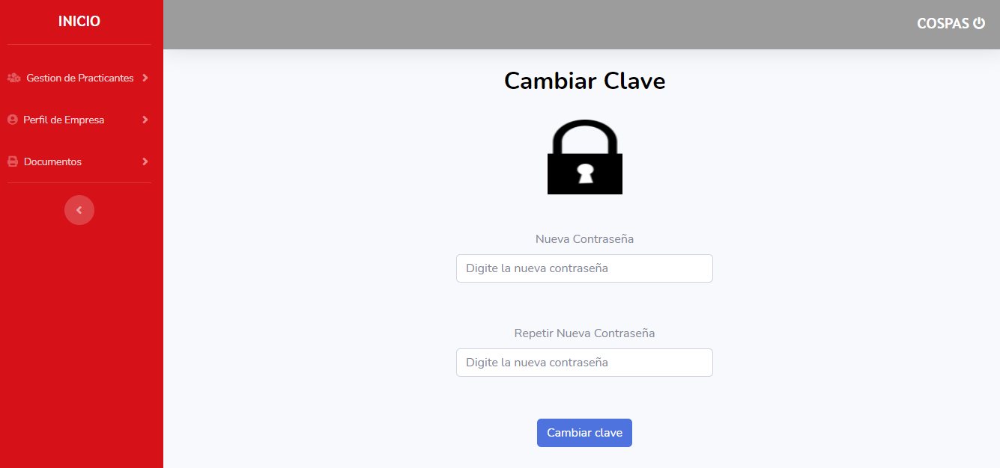 INICIO
COSPAS
Gestion de Practicantes
Perfil de Empresa
Documentos
Cambiar Clave
Nueva Contraseña
Digite la nueva contraseña
Repetir Nueva Contraseña
Digite la nueva contraseña
Cambiar clave